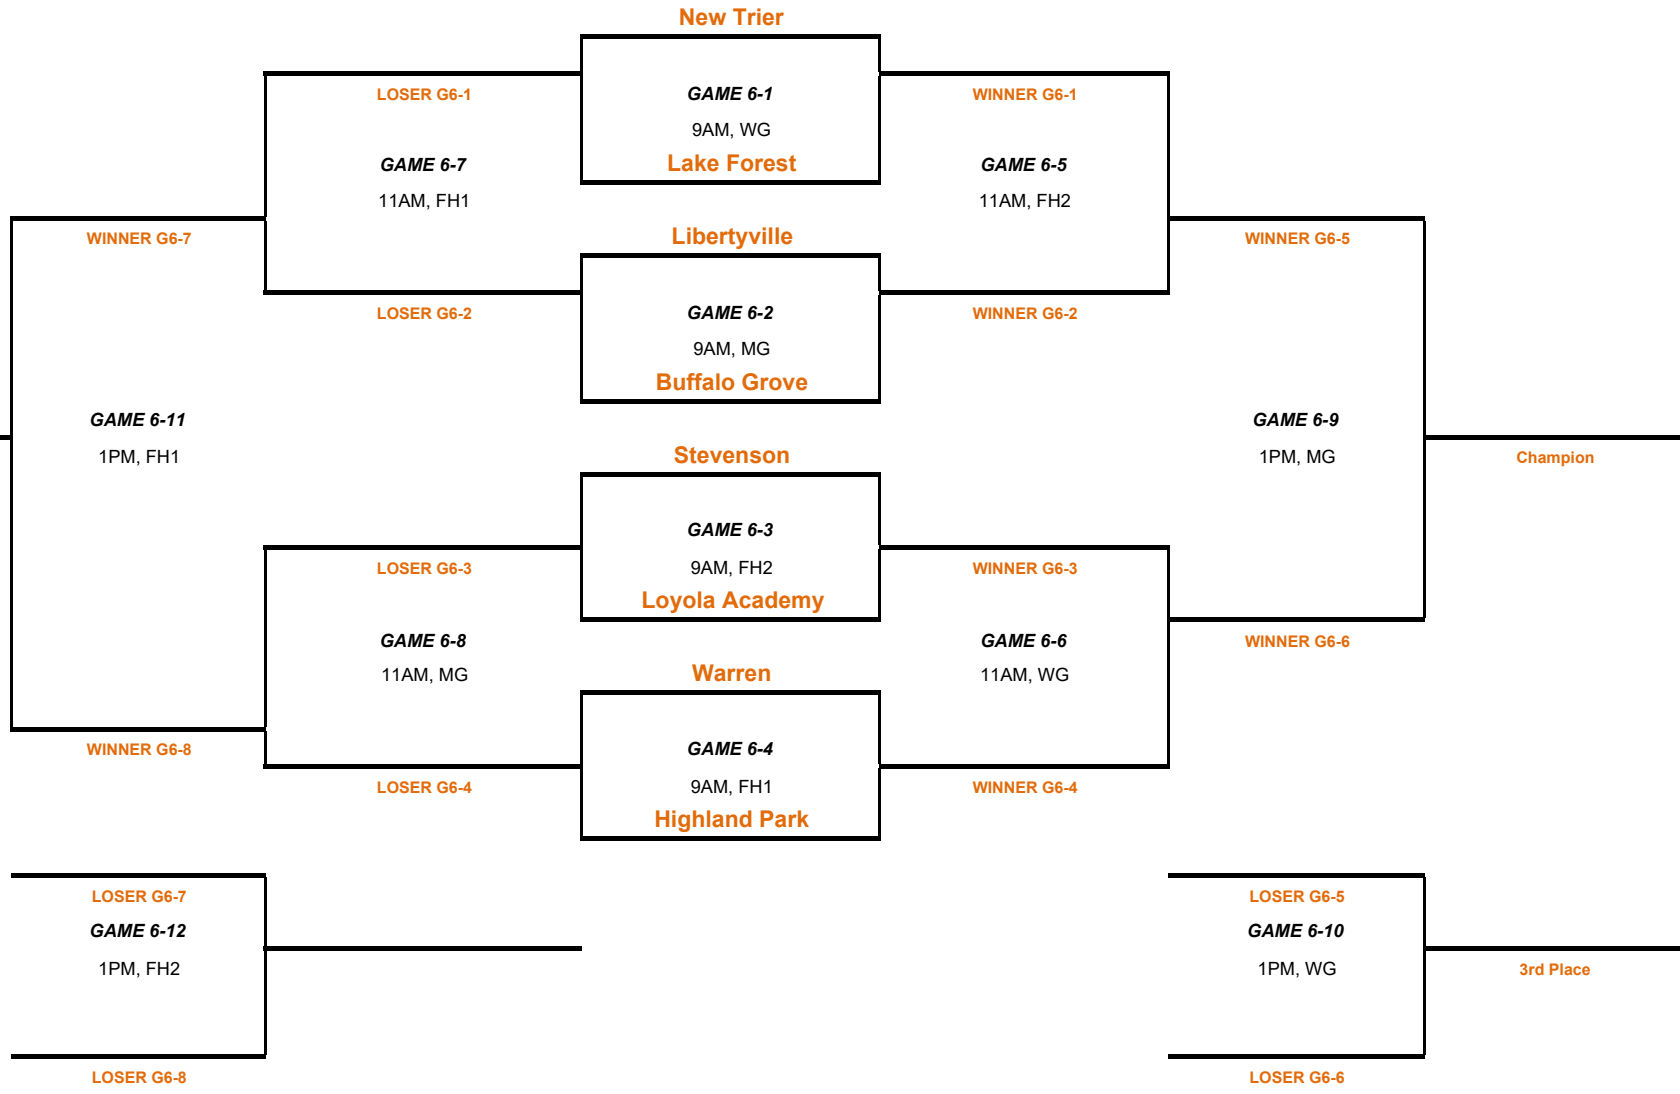 New Trier
LOSER G6-1
GAME 6-1
WINNER G6-1
9AM, WG
GAME 6-7
Lake Forest
GAME 6-5
11AM, FH1
11AM, FH2
WINNER G6-7
Libertyville
WINNER G6-5
LOSER G6-2
GAME 6-2
WINNER G6-2
9AM, MG
Buffalo Grove
GAME 6-11
GAME 6-9
1PM, FH1
Stevenson
1PM, MG
Champion
GAME 6-3
LOSER G6-3
9AM, FH2
WINNER G6-3
Loyola Academy
GAME 6-8
GAME 6-6
WINNER G6-6
11AM, MG
Warren
11AM, WG
WINNER G6-8
GAME 6-4
LOSER G6-4
9AM, FH1
WINNER G6-4
Highland Park
LOSER G6-7
LOSER G6-5
GAME 6-12
GAME 6-10
1PM, FH2
1PM, WG
3rd Place
LOSER G6-8
LOSER G6-6